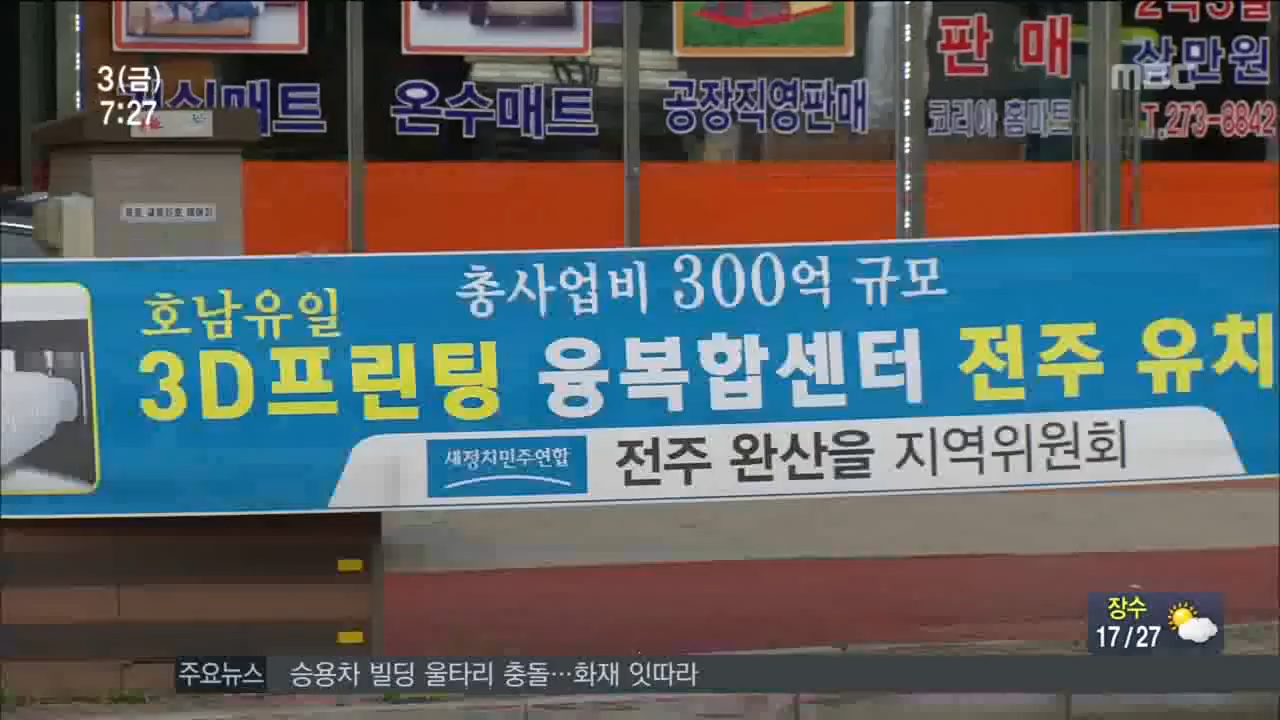 3(금)
7:27
매트
온수매트
공장직영판매
판매
코리아 홈마트
삼만원
T.273-8842
mbc
총사업비 300억 규모
호남유일
3D프린팅 융복합센터 전주 유치
새정치민주연합
전주 완산을 지역위원회
장수
17/27
주요뉴스 승용차 빌딩 울타리 충돌…화재 잇따라